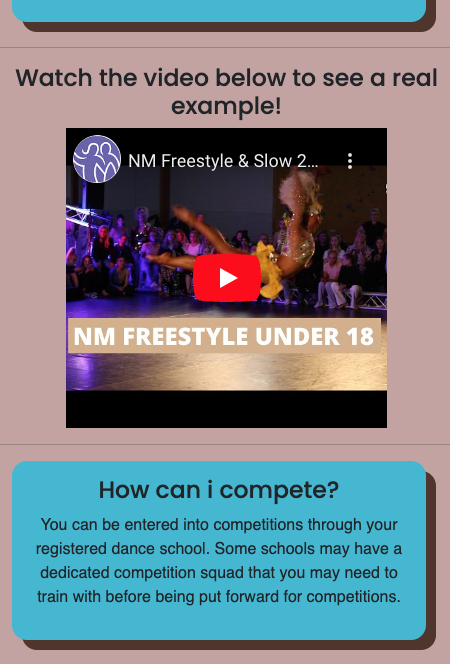 Watch the video below to see a real
example!
NM Freestyle & Slow 2...
NM FREESTYLE UNDER 18
How can i compete?
You can be entered into competitions through your
registered dance school. Some schools may have a
dedicated competition squad that you may need to
train with before being put forward for competitions.